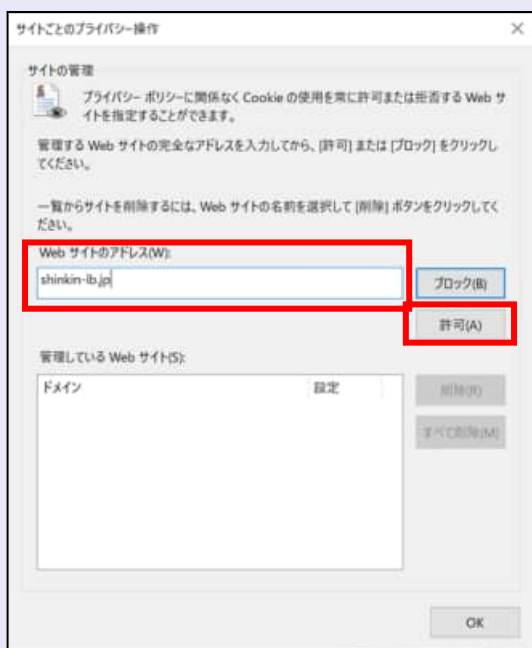 サイトごとのプライバシー操作
サイトの管理
プライバシー ポリシーに関係なく Cookie の使用を常に許可または拒否する Web サ
イトを指定することができます。
管理する Web サイトの完全なアドレスを入力してから、[許可] または [ブロック] をクリックし
てください。
一覧からサイトを削除するには、Web サイトの名前を選択して [削除] ボタンをクリックしてく
ださい。
Web サイトのアドレス(W):
shinkin-ib.jp
ブロック(B)
許可(A)
管理している Web サイト(S):
ドメイン 設定
削除(R)
すべて削除(M)
OK